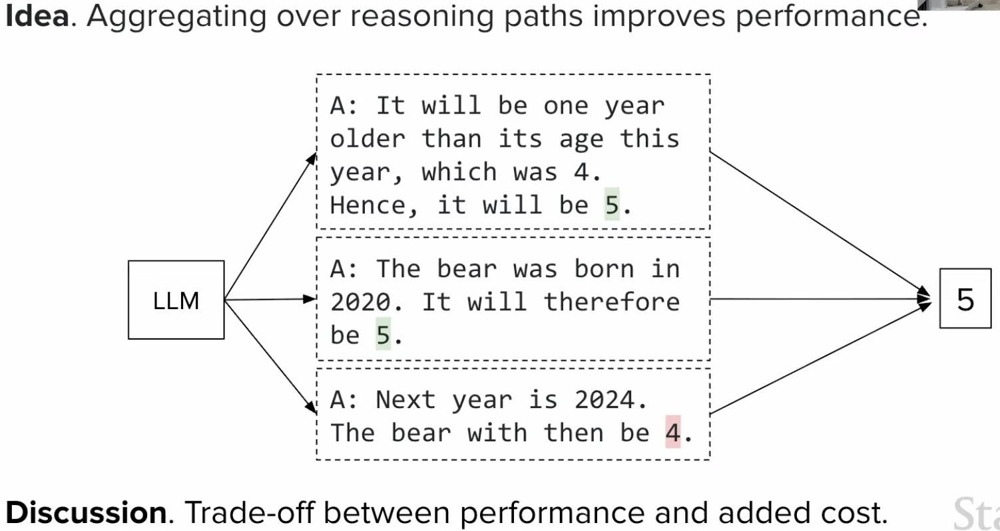 Idea. Aggregating over reasoning paths improves performance.
A: It will be one year
older than its age this
year, which was 4.
Hence, it will be 5.
LLM
A: The bear was born in
2020. It will therefore
be 5.
5
A: Next year is 2024.
The bear with then be 4.
Discussion. Trade-off between performance and added cost.